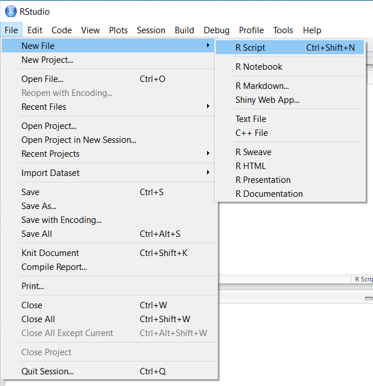 RStudio
File Edit Code View Plots Session Build Debug Profile Tools Help
New File
New Project...
Open File... Ctrl+O
Reopen with Encoding...
Recent Files
Open Project...
Open Project in New Session...
Recent Projects
Import Dataset
Save Ctrl+S
Save As...
Save with Encoding...
Save All Ctrl+Alt+S
Knit Document Ctrl+Shift+K
Compile Report...
Print...
Close Ctrl+W
Close All Ctrl+Shift+W
Close All Except Current Ctrl+Alt+Shift+W
Close Project
Quit Session... Ctrl+Q
R Script Ctrl+Shift+N
R Notebook
R Markdown...
Shiny Web App...
Text File
C++ File
R Sweave
R HTML
R Presentation
R Documentation
R Scrip